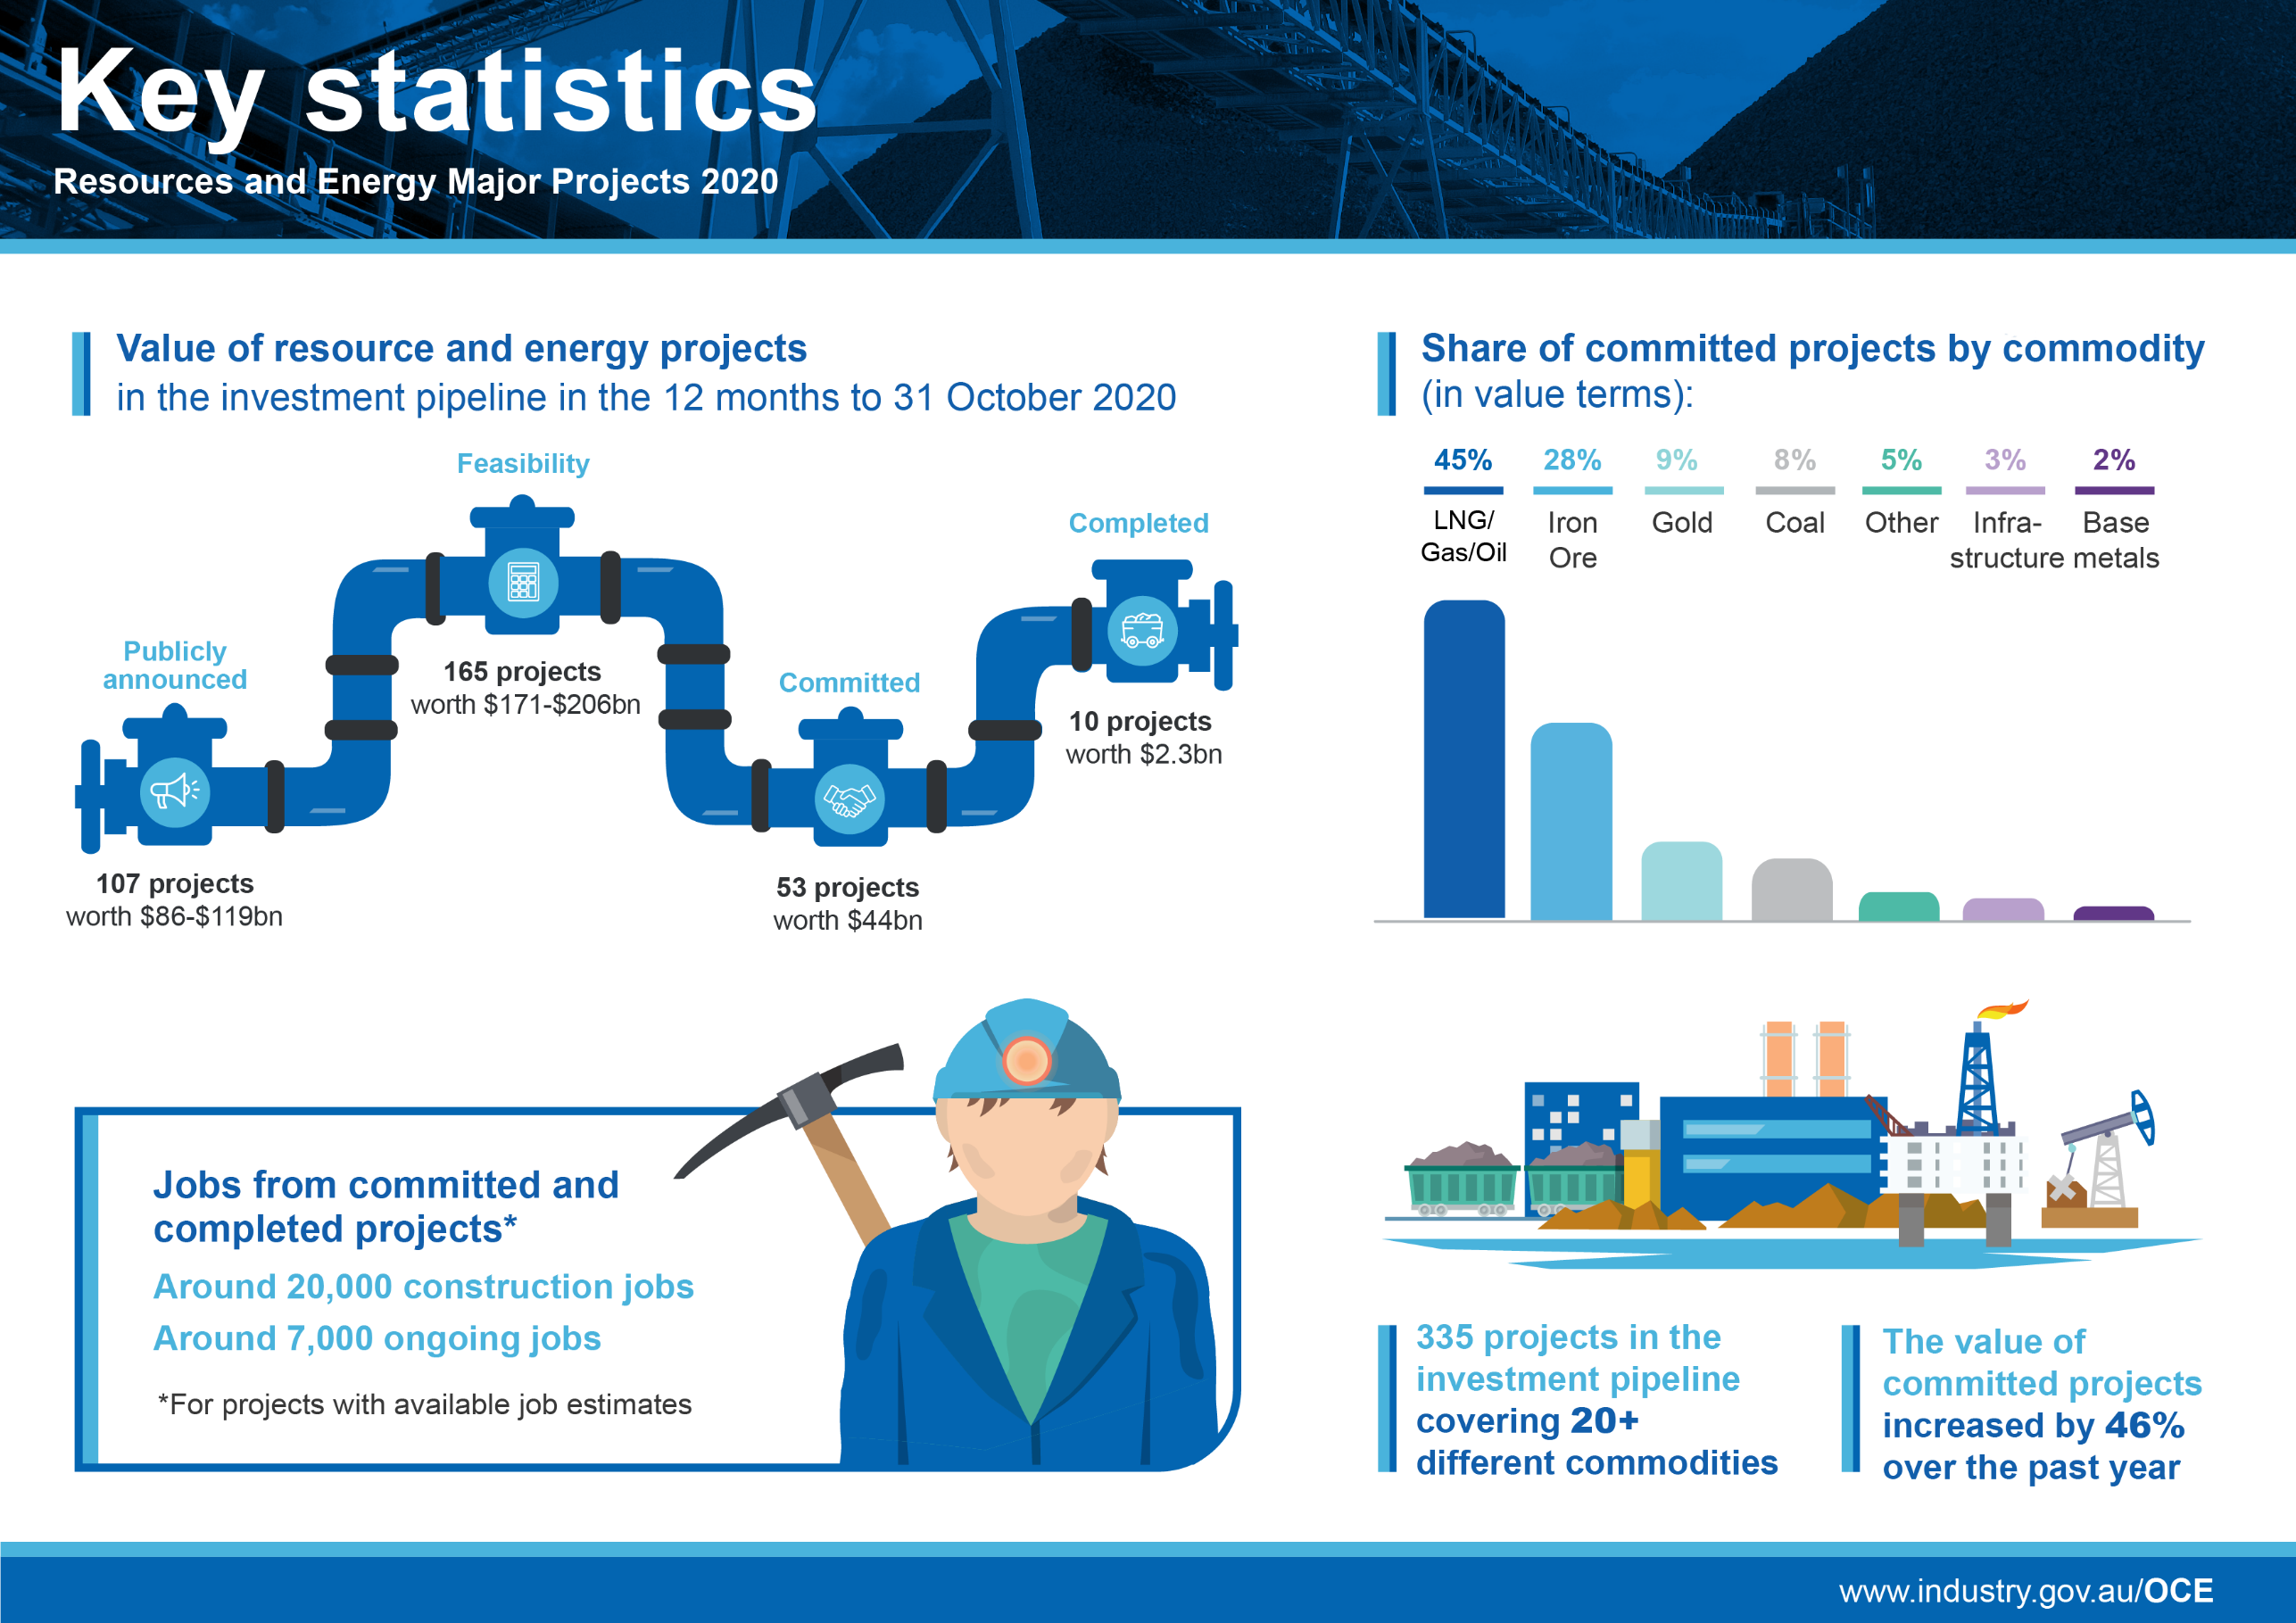 Key statistics
Resources and Energy Major Projects 2020
Value of resource and energy projects
in the investment pipeline in the 12 months to 31 October 2020
Publicly
announced
107 projects
worth $86-$119bn
Feasibility
165 projects
worth $171-$206bn
Committed
53 projects
worth $44bn
Completed
10 projects
worth $2.3bn
Share of committed projects by commodity
(in value terms):
45%
LNG/
Gas/Oil
28%
Iron
Ore
9%
Gold
8%
Coal
5%
Other
3%
Infra-
structure
2%
Base
metals
Jobs from committed and
completed projects*
Around 20,000 construction jobs
Around 7,000 ongoing jobs
*For projects with available job estimates
335 projects in the
investment pipeline
covering 20+
different commodities
The value of
committed projects
increased by 46%
over the past year
www.industry.gov.au/OCE